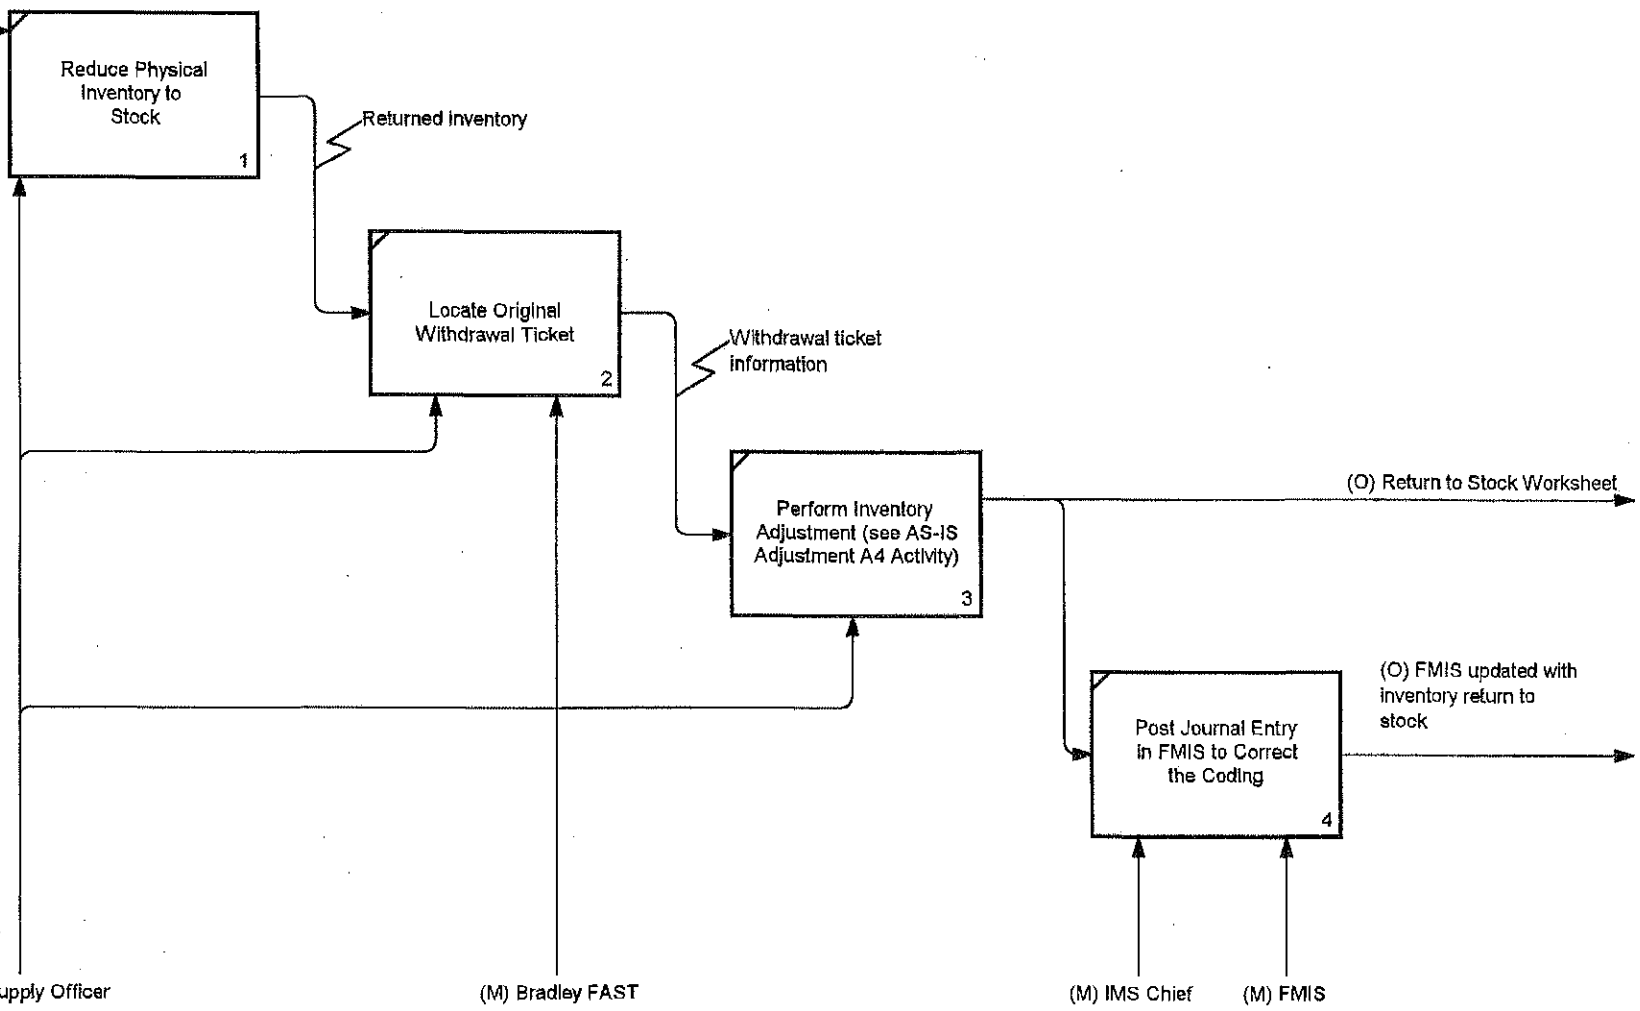 Reduce Physical
Inventory to
Stock
1
Returned inventory
Locate Original
Withdrawal Ticket
2
Withdrawal ticket
information
Perform Inventory
Adjustment (see AS-IS
Adjustment A4 Activity)
3
(O) Return to Stock Worksheet
(O) FMIS updated with
inventory return to
stock
Post Journal Entry
in FMIS to Correct
the Coding
4
upply Officer
(M) Bradley FAST
(M) IMS Chief
(M) FMIS